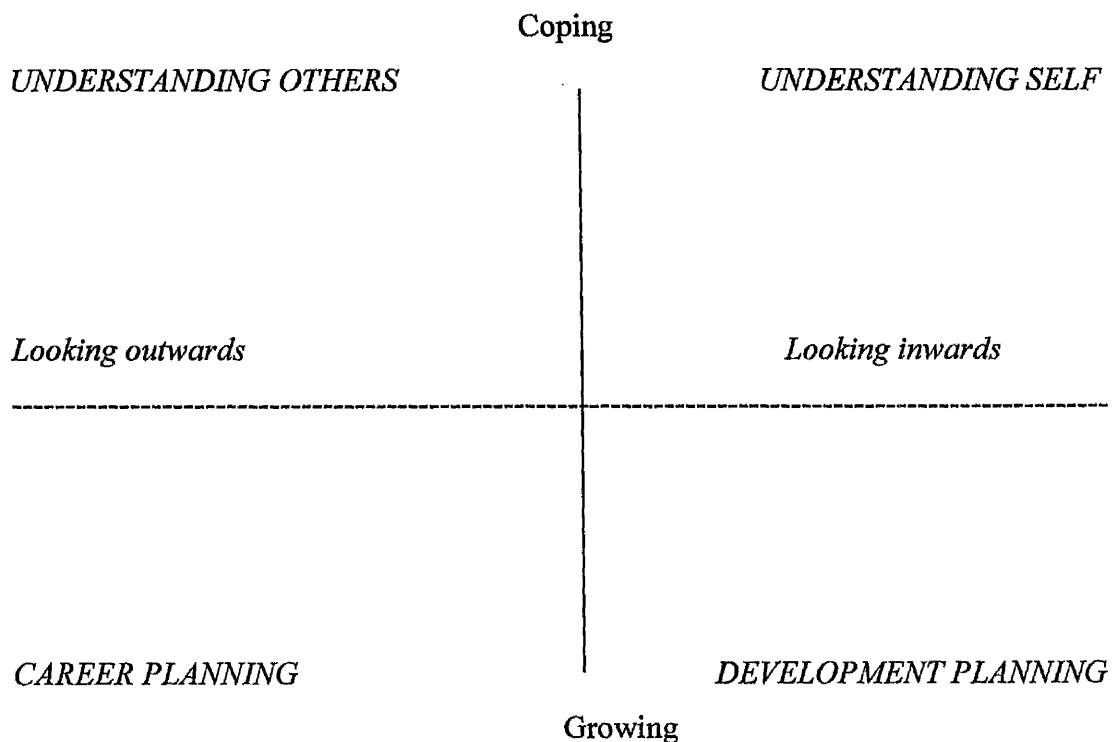 Coping
UNDERSTANDING OTHERS UNDERSTANDING SELF
Looking outwards Looking inwards
CAREER PLANNING DEVELOPMENT PLANNING
Growing